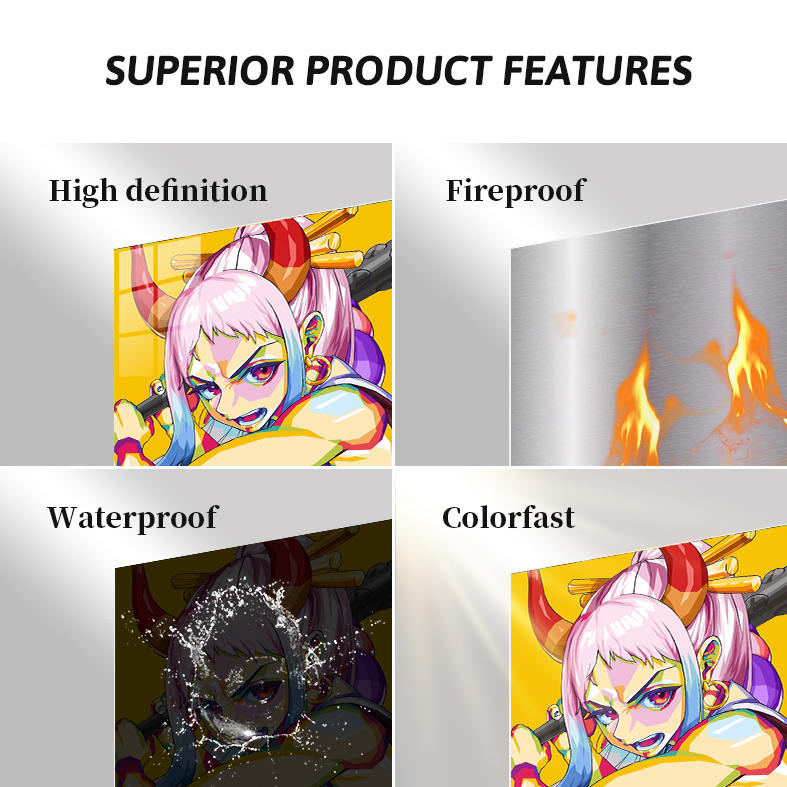 SUPERIOR PRODUCT FEATURES
High definition
Fireproof
Waterproof
Colorfast